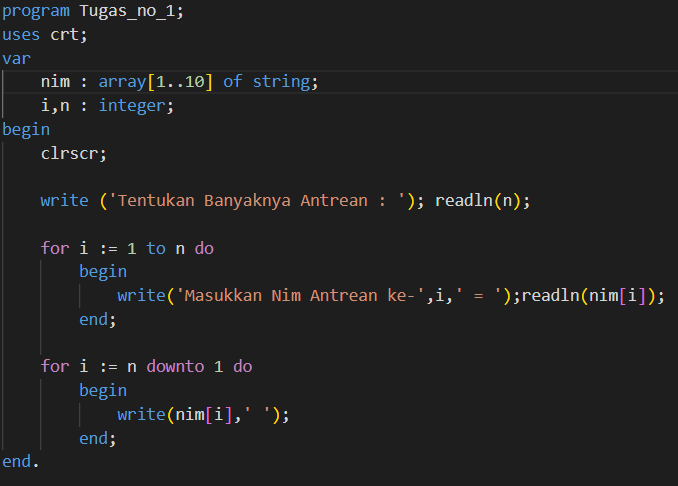 program Tugas_no_1;
uses crt;
var
    nim : array[1..10] of string;
    i,n : integer;
begin
    clrscr;
    write ('Tentukan Banyaknya Antrean : '); readln(n);
    for i := 1 to n do
        begin
            write('Masukkan Nim Antrean ke-',i,' = ');readln(nim[i]);
        end;
    for i := n downto 1 do
        begin
            write(nim[i],' ');
        end;
end.